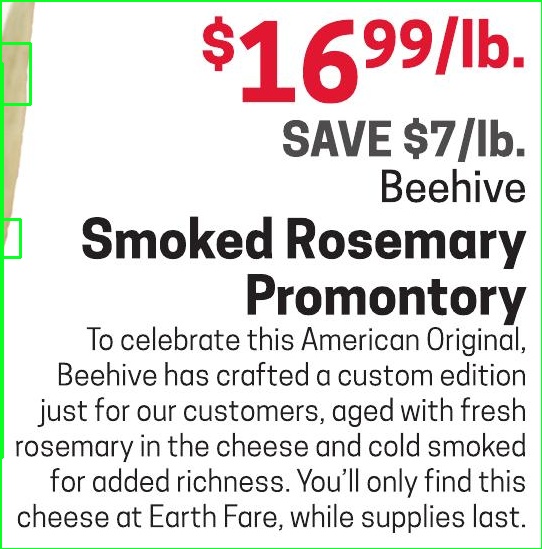 $16.99/lb.
SAVE $7/lb.
Beehive
Smoked Rosemary
Promontory
To celebrate this American Original,
Beehive has crafted a custom edition
just for our customers, aged with fresh
rosemary in the cheese and cold smoked
for added richness. You’ll only find this
cheese at Earth Fare, while supplies last.